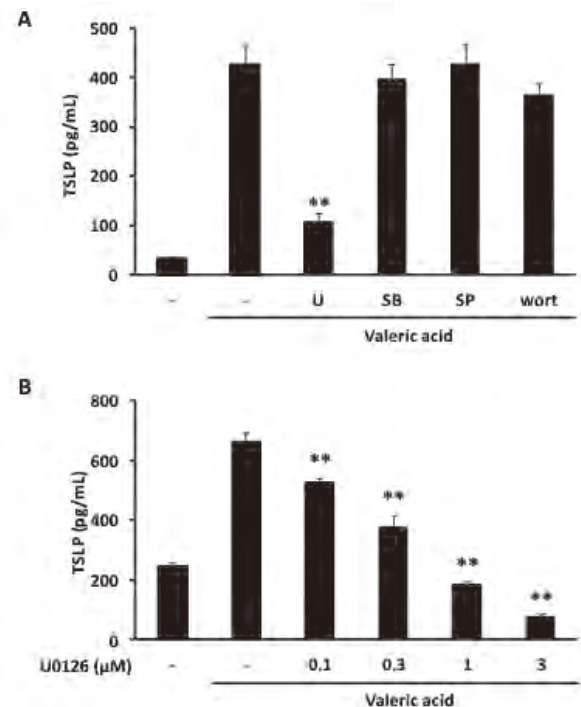 A
500
400
300
200
100
0
TSLP (pg/mL)
**
- - U SB SP wort
Valeric acid
B
800
600
400
200
0
TSLP (pg/mL)
** ** ** **
U0126 (μM) - - 0.1 0.3 1 3
Valeric acid